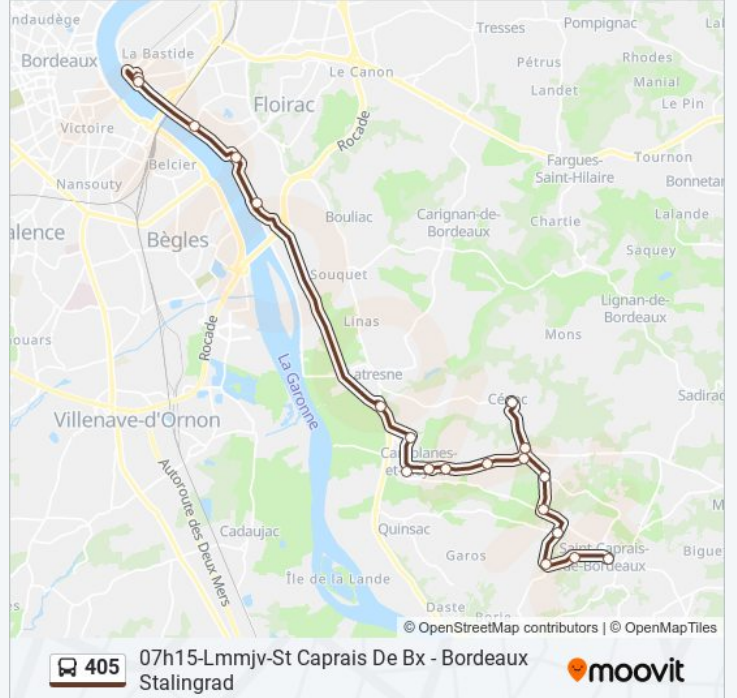 ndaudège
Tresses
Pompignac
Bordeaux
La Bastide
Pétrus
Rhodes
Le Canon
Landet
Manial
Floirac
Le Pin
Victoire
Rocade
Belcier
Fargues-
Saint-Hilaire
Tournon
Nansouty
Bonnetan
Bouliac
Carignan-de-
Bordeaux
Chartie
Lalande
alence
Bègles
Saquey
Souquet
Lignan-de-
Bordeaux
Linas
Mons
ouars
Rocade
La Garonne
atresne
Sadirac
Villenave-d'Ornon
Autoroute des Deux Mers
Quinsac
Cadaujac
Garos
Saint-Caprais-
de-Bordeaux
Bigue
Île de la Lande
Daste
© OpenStreetMap contributors | © OpenMapTiles
405
07h15-Lmmjv-St Caprais De Bx - Bordeaux
Stalingrad
moovit